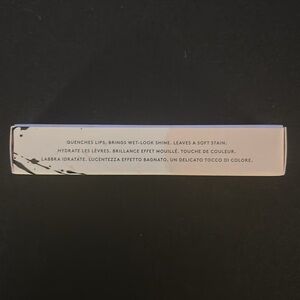 QUENCHES LIPS, BRINGS WET-LOOK SHINE. LEAVES A SOFT STAIN.
HYDRATE LES LÈVRES. BRILLANCE EFFET MOUILLÉ. TOUCHE DE COULEUR.
LABBRA IDRATATE. LUCENTEZZA EFFETTO BAGNATO, UN DELICATO TOCCO DI COLORE.